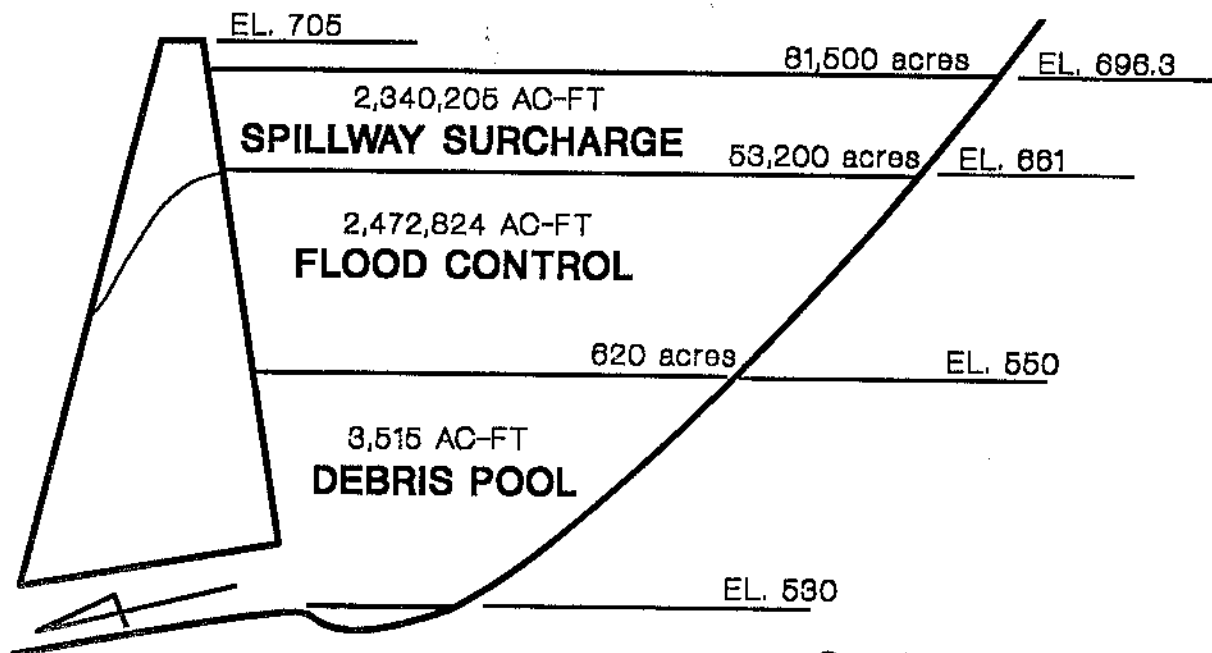 EL. 705
81,500 acres
EL. 696.3
2,340,205 AC-FT
SPILLWAY SURCHARGE
53,200 acres
EL. 661
2,472,824 AC-FT
FLOOD CONTROL
620 acres
EL. 550
3,515 AC-FT
DEBRIS POOL
EL. 530